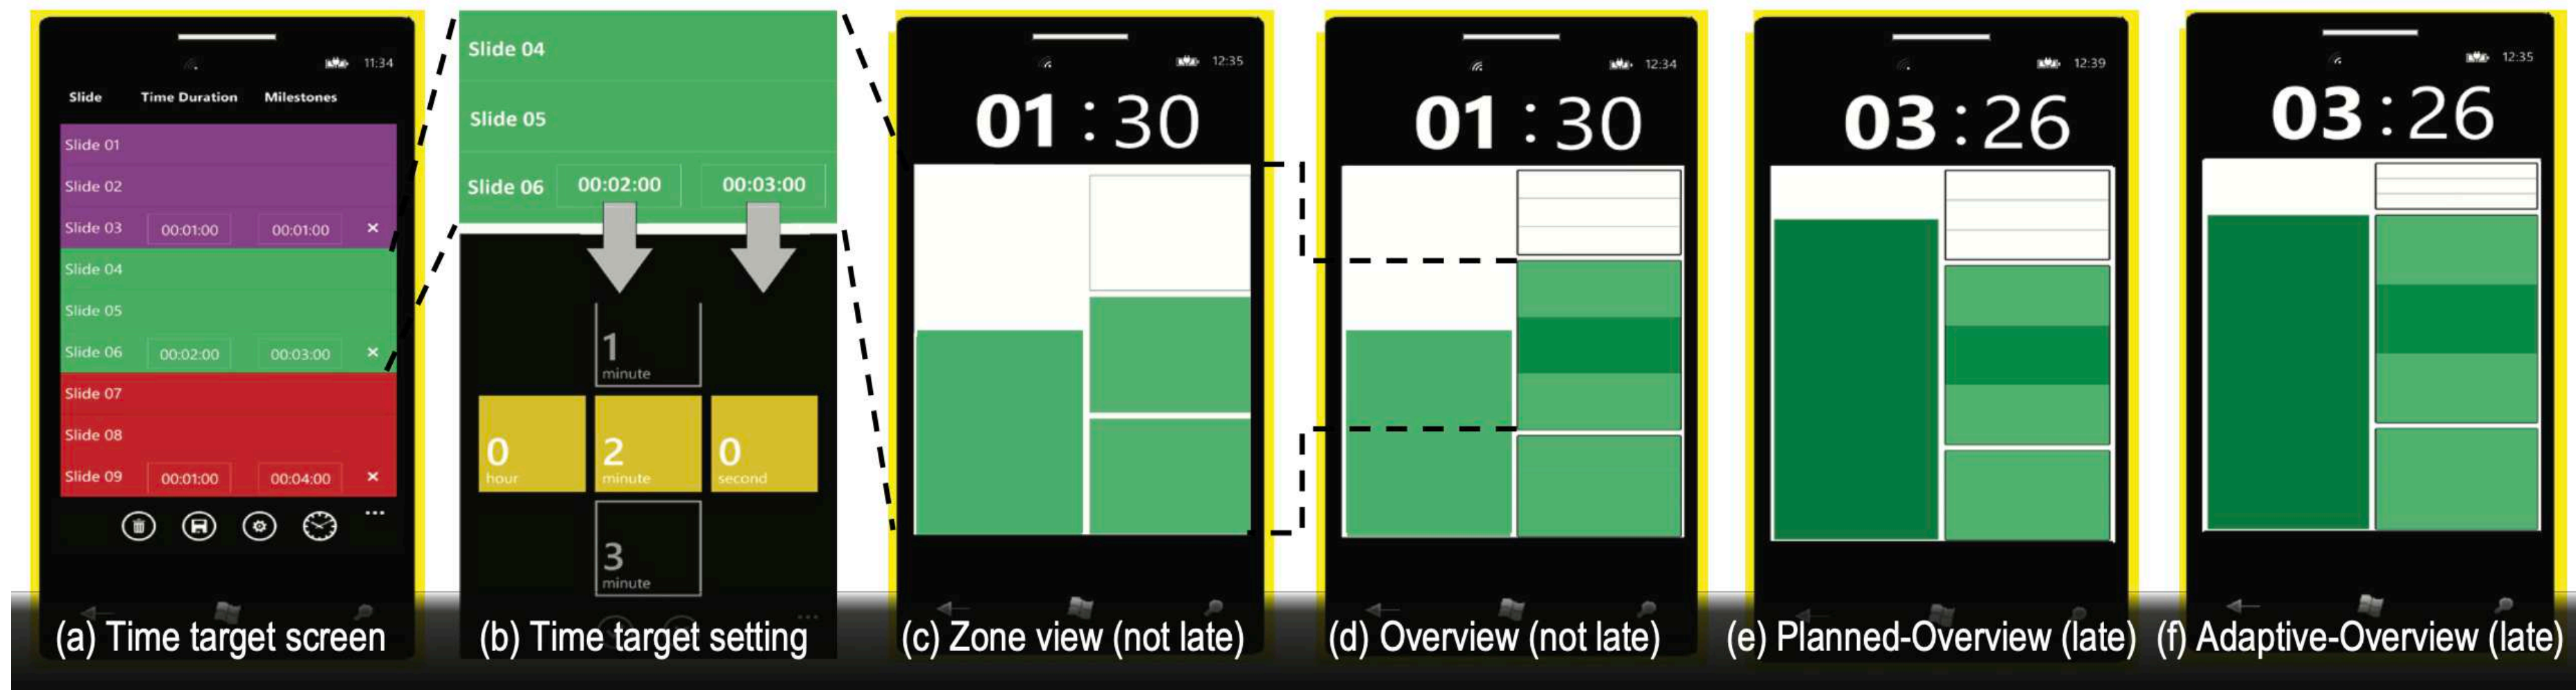 11:34
Slide Time Duration Milestones
Slide 01
Slide 02
Slide 03 00:01:00 00:01:00 ×
Slide 04
Slide 05
Slide 06 00:02:00 00:03:00 ×
Slide 07
Slide 08
Slide 09 00:01:00 00:04:00 ×
(a) Time target screen
Slide 04
Slide 05
Slide 06 00:02:00 00:03:00
1
minute
0 2 0
hour minute second
3
minute
(b) Time target setting
12:35
01 : 30
(c) Zone view (not late)
12:34
01 : 30
(d) Overview (not late)
12:39
03 : 26
(e) Planned-Overview (late)
12:35
03 : 26
(f) Adaptive-Overview (late)